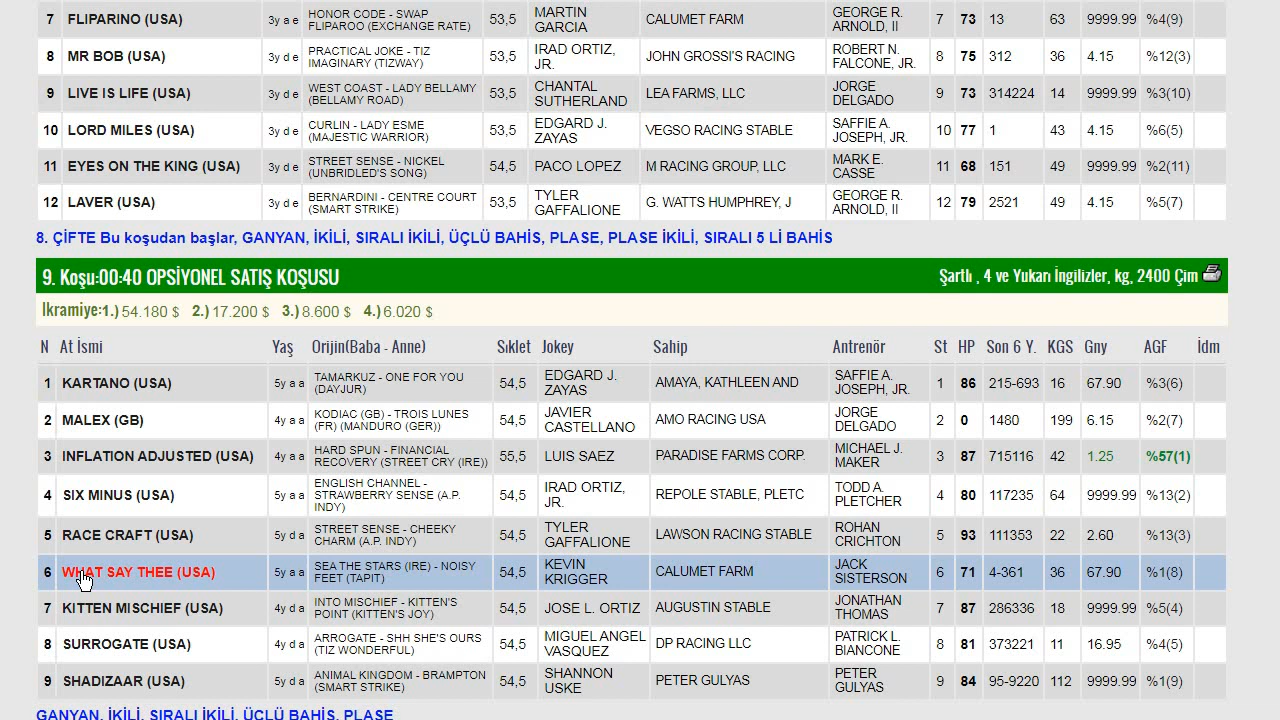 7 FLIPARINO (USA) 3y a e HONOR CODE - SWAP FLIPAROO (EXCHANGE RATE) 53,5 MARTIN GARCIA CALUMET FARM GEORGE R. ARNOLD, II 7 73 13 63 9999.99 %4(9)
8 MR BOB (USA) 3y d e PRACTICAL JOKE - TIZ IMAGINARY (TIZWAY) 53,5 IRAD ORTIZ, JR. JOHN GROSSI'S RACING ROBERT N. FALCONE, JR. 8 75 312 36 4.15 %12(3)
9 LIVE IS LIFE (USA) 3y d e WEST COAST - LADY BELLAMY (BELLAMY ROAD) 53,5 CHANTAL SUTHERLAND LEA FARMS, LLC JORGE DELGADO 9 73 314224 14 9999.99 %3(10)
10 LORD MILES (USA) 3y d e CURLIN - LADY ESME (MAJESTIC WARRIOR) 53,5 EDGARD J. ZAYAS VEGSO RACING STABLE SAFFIE A. JOSEPH, JR. 10 77 1 43 4.15 %6(5)
11 EYES ON THE KING (USA) 3y d e STREET SENSE - NICKEL (UNBRIDLED'S SONG) 54,5 PACO LOPEZ M RACING GROUP, LLC MARK E. CASSE 11 68 151 49 9999.99 %2(11)
12 LAVER (USA) 3y d e BERNARDINI - CENTRE COURT (SMART STRIKE) 53,5 TYLER GAFFALIONE G. WATTS HUMPHREY, J GEORGE R. ARNOLD, II 12 79 2521 49 4.15 %5(7)
8. ÇİFTE Bu koşudan başlar, GANYAN, İKİLİ, SIRALI İKİLİ, ÜÇLÜ BAHİS, PLASE, PLASE İKİLİ, SIRALI 5 Lİ BAHİS
9. Koşu:00:40 OPSİYONEL SATIŞ KOŞUSU Şartlı , 4 ve Yukarı İngilizler, kg, 2400 Çim
Ikramiye:1.) 54.180 $ 2.) 17.200 $ 3.) 8.600 $ 4.) 6.020 $
N At İsmi Yaş Orijin(Baba - Anne) Sıklet Jokey Sahip Antrenör St HP Son 6 Y. KGS Gny AGF İdm
1 KARTANO (USA) 5y a a TAMARKUZ - ONE FOR YOU (DAYJUR) 54,5 EDGARD J. ZAYAS AMAYA, KATHLEEN AND SAFFIE A. JOSEPH, JR. 1 86 215-693 16 67.90 %3(6)
2 MALEX (GB) 4y a a KODIAC (GB) - TROIS LUNES (FR) (MANDURO (GER)) 54,5 JAVIER CASTELLANO AMO RACING USA JORGE DELGADO 2 0 1480 199 6.15 %2(7)
3 INFLATION ADJUSTED (USA) 4y a a HARD SPUN - FINANCIAL RECOVERY (STREET CRY (IRE)) 55,5 LUIS SAEZ PARADISE FARMS CORP. MICHAEL J. MAKER 3 87 715116 42 1.25 %57(1)
4 SIX MINUS (USA) 5y a a ENGLISH CHANNEL - STRAWBERRY SENSE (A.P. INDY) 54,5 IRAD ORTIZ, JR. REPOLE STABLE, PLETC TODD A. PLETCHER 4 80 117235 64 9999.99 %13(2)
5 RACE CRAFT (USA) 5y d a STREET SENSE - CHEEKY CHARM (A.P. INDY) 54,5 TYLER GAFFALIONE LAWSON RACING STABLE ROHAN CRICHTON 5 93 111353 22 2.60 %13(3)
6 WHAT SAY THEE (USA) 5y a a SEA THE STARS (IRE) - NOISY FEET (TAPIT) 54,5 KEVIN KRIGGER CALUMET FARM JACK SISTERSON 6 71 4-361 36 67.90 %1(8)
7 KITTEN MISCHIEF (USA) 4y d a INTO MISCHIEF - KITTEN'S POINT (KITTEN'S JOY) 54,5 JOSE L. ORTIZ AUGUSTIN STABLE JONATHAN THOMAS 7 87 286336 18 9999.99 %5(4)
8 SURROGATE (USA) 4y d a ARROGATE - SHH SHE'S OURS (TIZ WONDERFUL) 54,5 MIGUEL ANGEL VASQUEZ DP RACING LLC PATRICK L. BIANCONE 8 81 373221 11 16.95 %4(5)
9 SHADIZAAR (USA) 5y d a ANIMAL KINGDOM - BRAMPTON (SMART STRIKE) 54,5 SHANNON USKE PETER GULYAS PETER GULYAS 9 84 95-9220 112 9999.99 %1(9)
GANYAN, İKİLİ, SIRALI İKİLİ, ÜÇLÜ BAHİS, PLASE